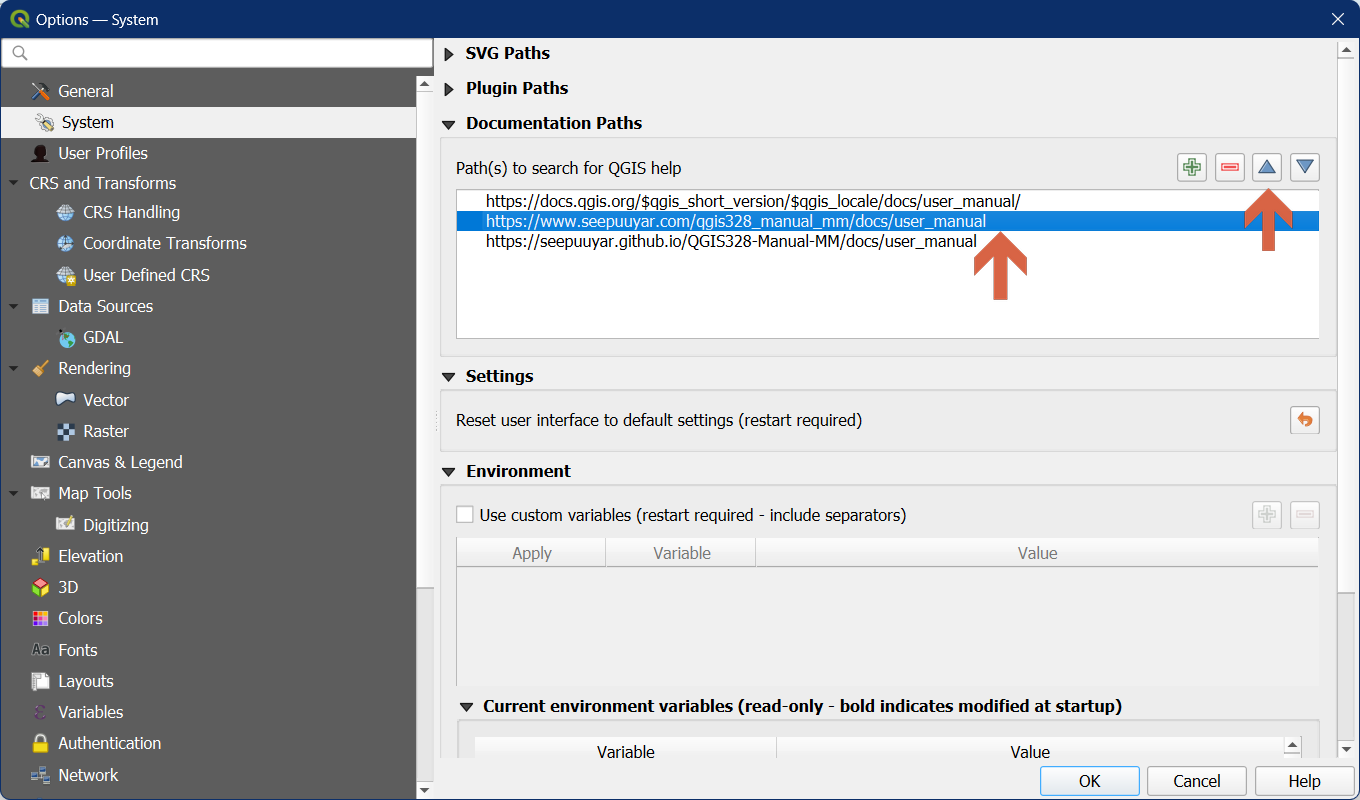 Options — System
General
System
User Profiles
CRS and Transforms
CRS Handling
Coordinate Transforms
User Defined CRS
Data Sources
GDAL
Rendering
Vector
Raster
Canvas & Legend
Map Tools
Digitizing
Elevation
3D
Colors
Aa Fonts
Layouts
ε Variables
Authentication
Network
SVG Paths
Plugin Paths
Documentation Paths
Path(s) to search for QGIS help
https://docs.qgis.org/$qgis_short_version/$qgis_locale/docs/user_manual/
https://www.seepuuyar.com/qgis328_manual_mm/docs/user_manual
https://seepuuyar.github.io/QGIS328-Manual-MM/docs/user_manual
Settings
Reset user interface to default settings (restart required)
Environment
Use custom variables (restart required - include separators)
Apply Variable Value
Current environment variables (read-only - bold indicates modified at startup)
Variable Value
OK Cancel Help